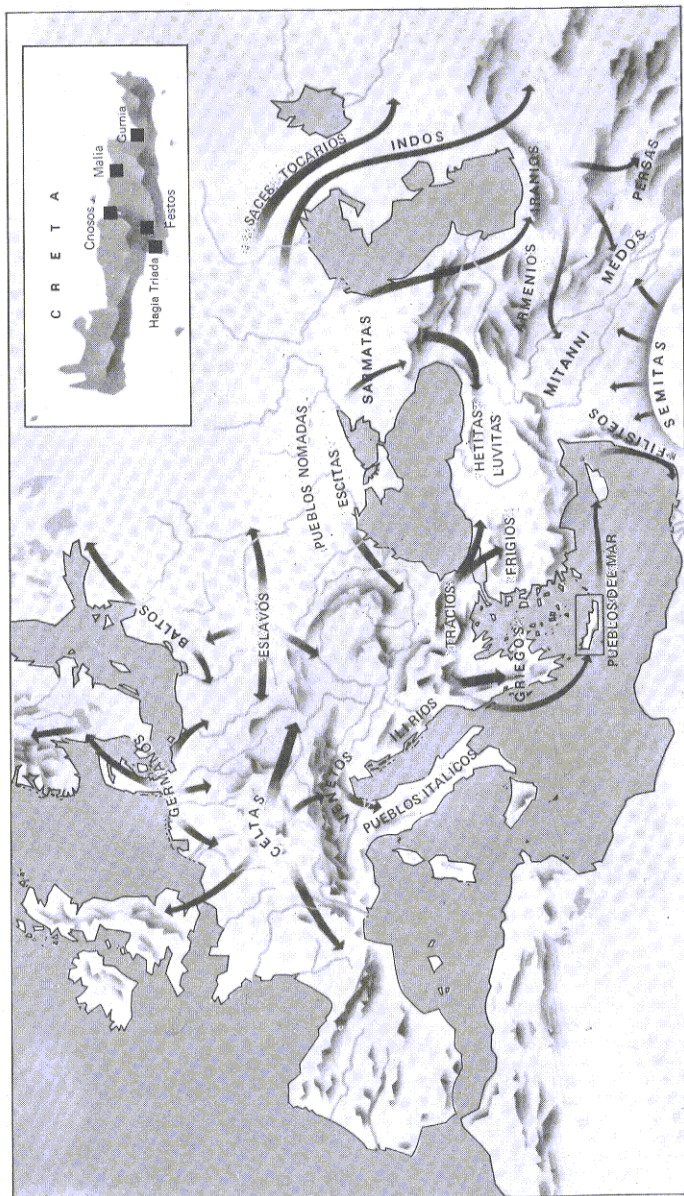 CRETA
Cnosos
Malia
Gurnia
Hagia Triada
Festos
BALTOS
GERMANOS
ESLAVOS
CELTAS
VENETOS
PUEBLOS ITALICOS
ILIRIOS
PUEBLOS NOMADAS
ESCITAS
SARMATAS
SACES TOCARIOS
INDOS
TRACIOS
FRIGIOS
GRIEGOS
HETITAS
LUVITAS
ARMENIOS
IRANIOS
MITANNI
MEDOS
PERSAS
SEMITAS
FILISTEOS
PUEBLOS DEL MAR